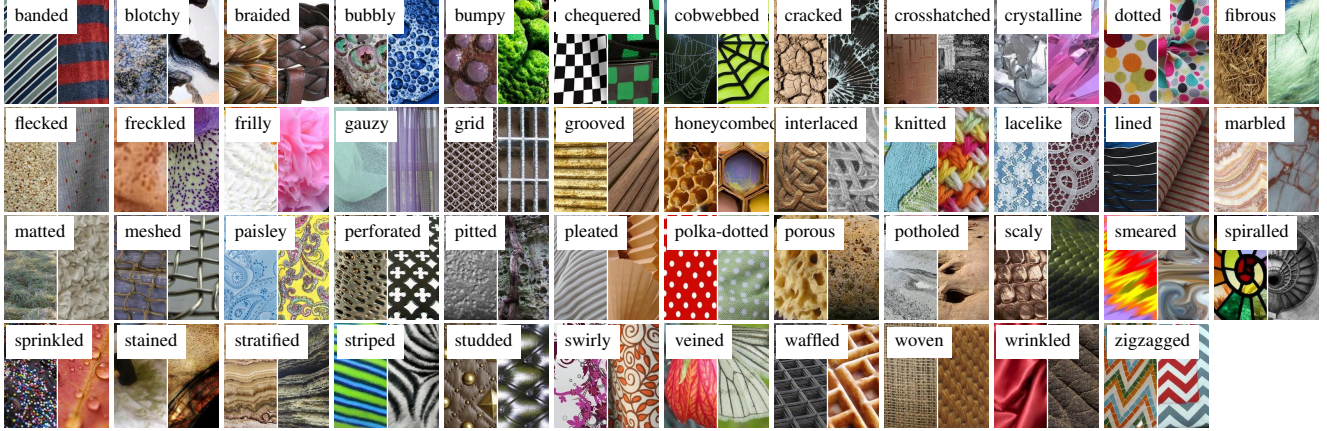 banded blotchy braided bubbly bumpy chequered cobwebbed cracked crosshatched crystalline dotted fibrous
flecked freckled frilly gauzy grid grooved honeycombed interlaced knitted lacelike lined marbled
matted meshed paisley perforated pitted pleated polka-dotted porous potholed scaly smeared spiralled
sprinkled stained stratified striped studded swirly veined waffled woven wrinkled zigzagged